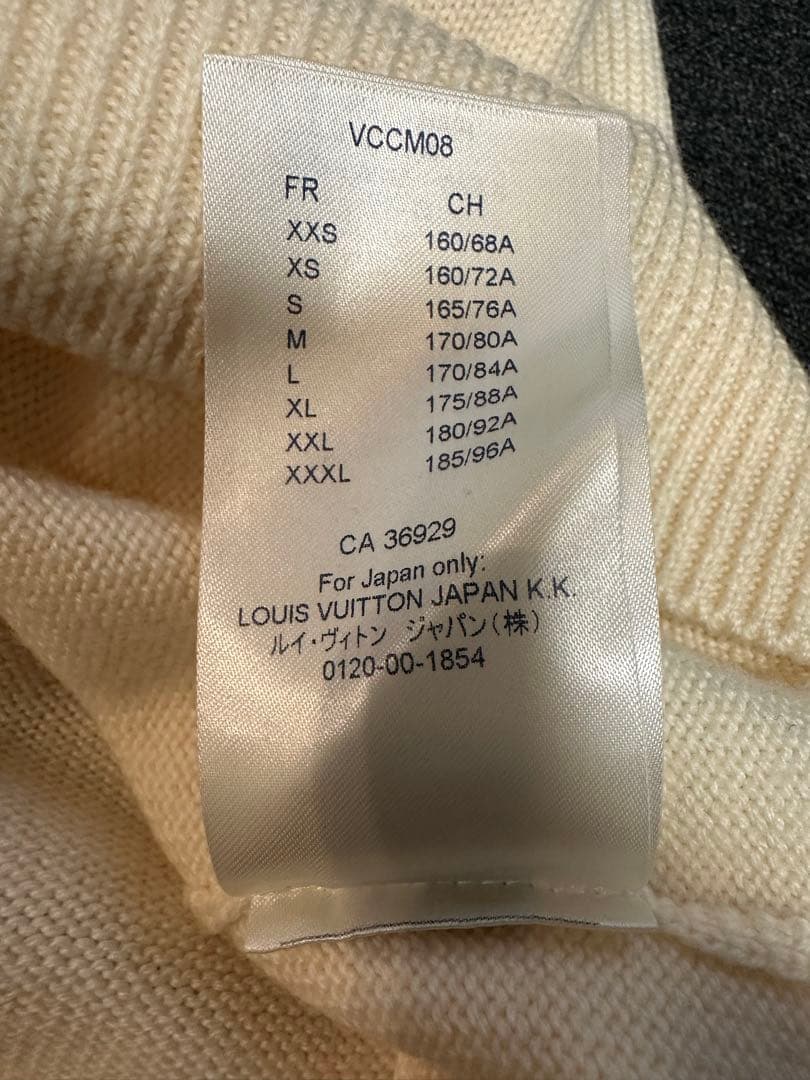 VCCM08
FR CH
XXS 160/68A
XS 160/72A
S 165/76A
M 170/80A
L 170/84A
XL 175/88A
XXL 180/92A
XXXL 185/96A
CA 36929
For Japan only:
LOUIS VUITTON JAPAN K.K.
ルイ・ヴィトン ジャパン(株)
0120-00-1854